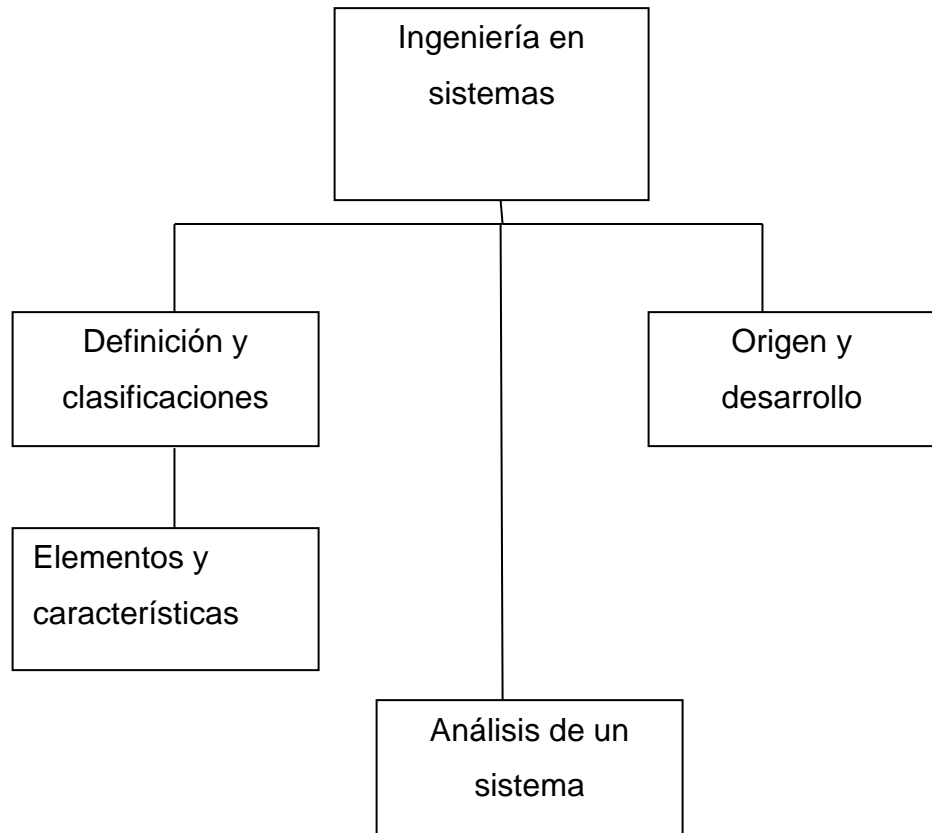 Ingeniería en
sistemas
Definición y
clasificaciones
Origen y
desarrollo
Elementos y
características
Análisis de un
sistema